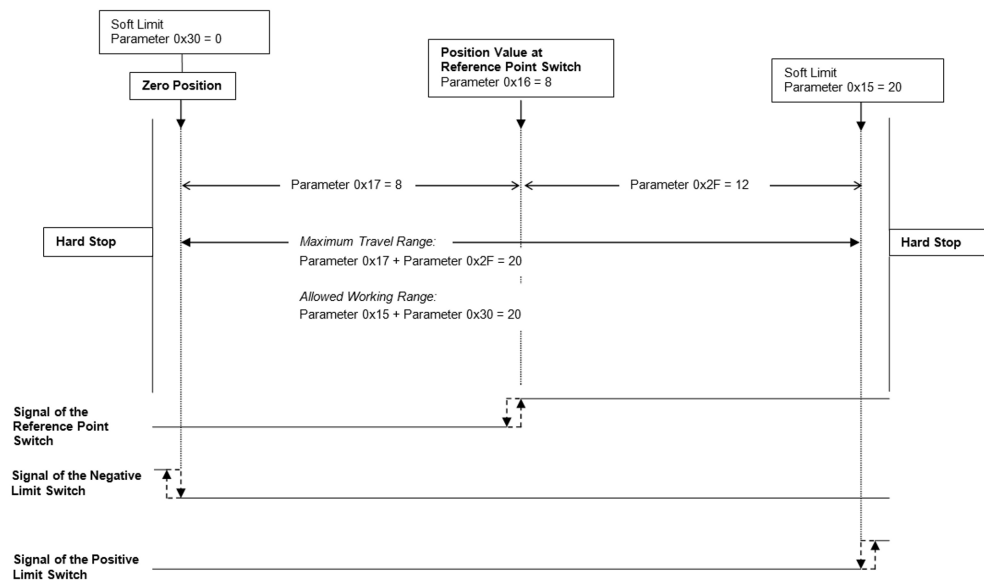 Soft Limit
Parameter 0x30 = 0
Zero Position
Position Value at
Reference Point Switch
Parameter 0x16 = 8
Soft Limit
Parameter 0x15 = 20
Parameter 0x17 = 8
Parameter 0x2F = 12
Hard Stop
Maximum Travel Range:
Parameter 0x17 + Parameter 0x2F = 20
Hard Stop
Allowed Working Range:
Parameter 0x15 + Parameter 0x30 = 20
Signal of the
Reference Point
Switch
Signal of the Negative
Limit Switch
Signal of the Positive
Limit Switch